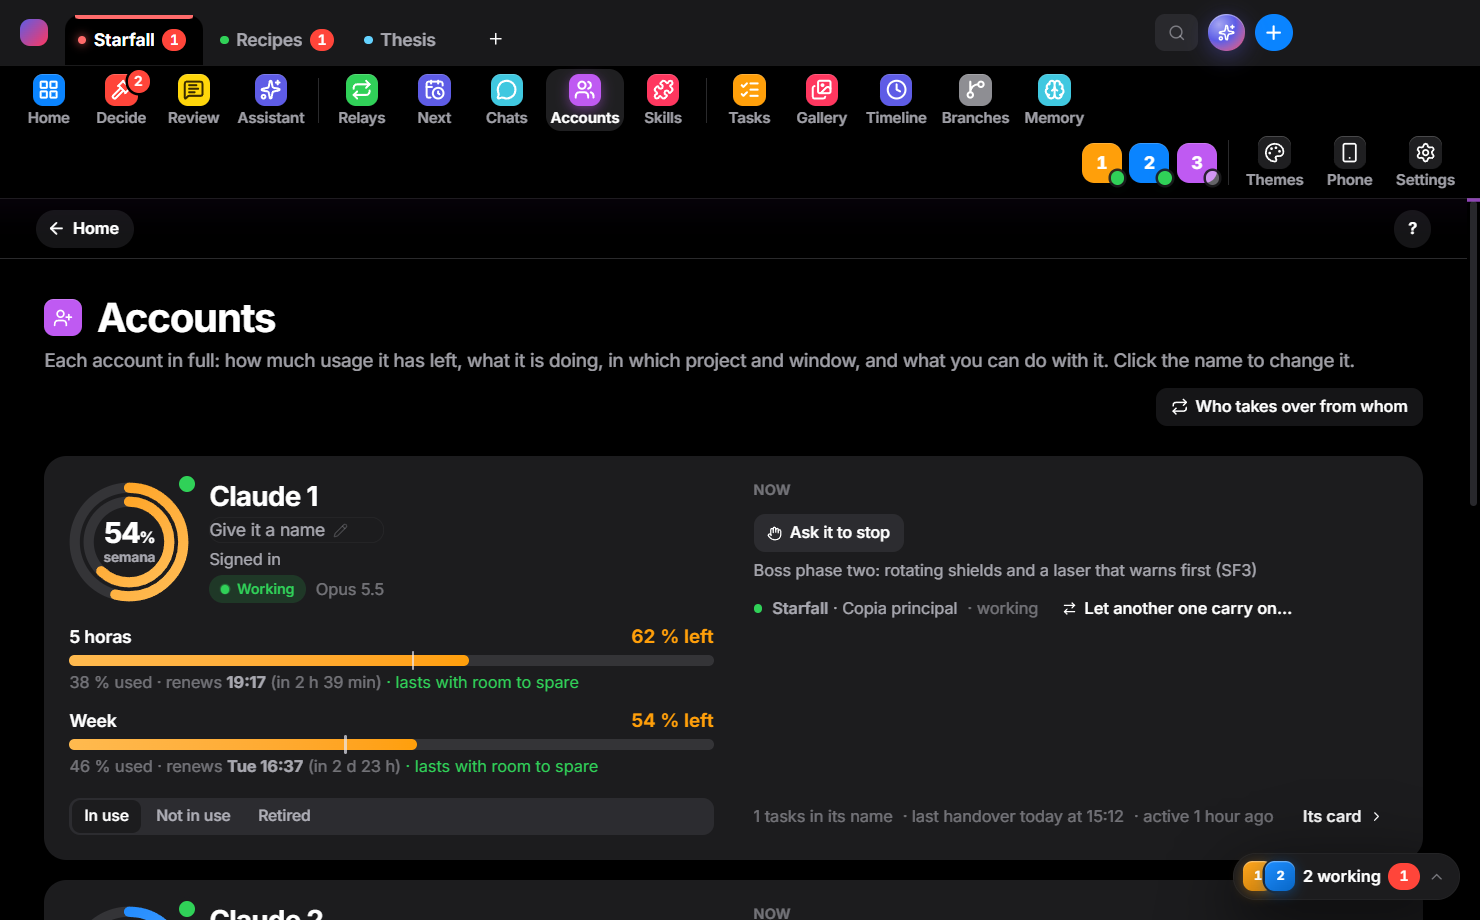 Starfall 1
Recipes 1
Thesis
+
Home
Decide 2
Review
Assistant
Relays
Next
Chats
Accounts
Skills
Tasks
Gallery
Timeline
Branches
Memory
1
2
3
Themes
Phone
Settings
Home
?
Accounts
Each account in full: how much usage it has left, what it is doing, in which project and window, and what you can do with it. Click the name to change it.
Who takes over from whom
54%
semana
Claude 1
Give it a name
Signed in
Working Opus 5.5
5 horas 62 % left
38 % used · renews 19:17 (in 2 h 39 min) · lasts with room to spare
Week 54 % left
46 % used · renews Tue 16:37 (in 2 d 23 h) · lasts with room to spare
In use Not in use Retired
NOW
Ask it to stop
Boss phase two: rotating shields and a laser that warns first (SF3)
Starfall · Copia principal · working Let another one carry on...
1 tasks in its name · last handover today at 15:12 · active 1 hour ago Its card
Claude 2
NOW
1 2 2 working 1